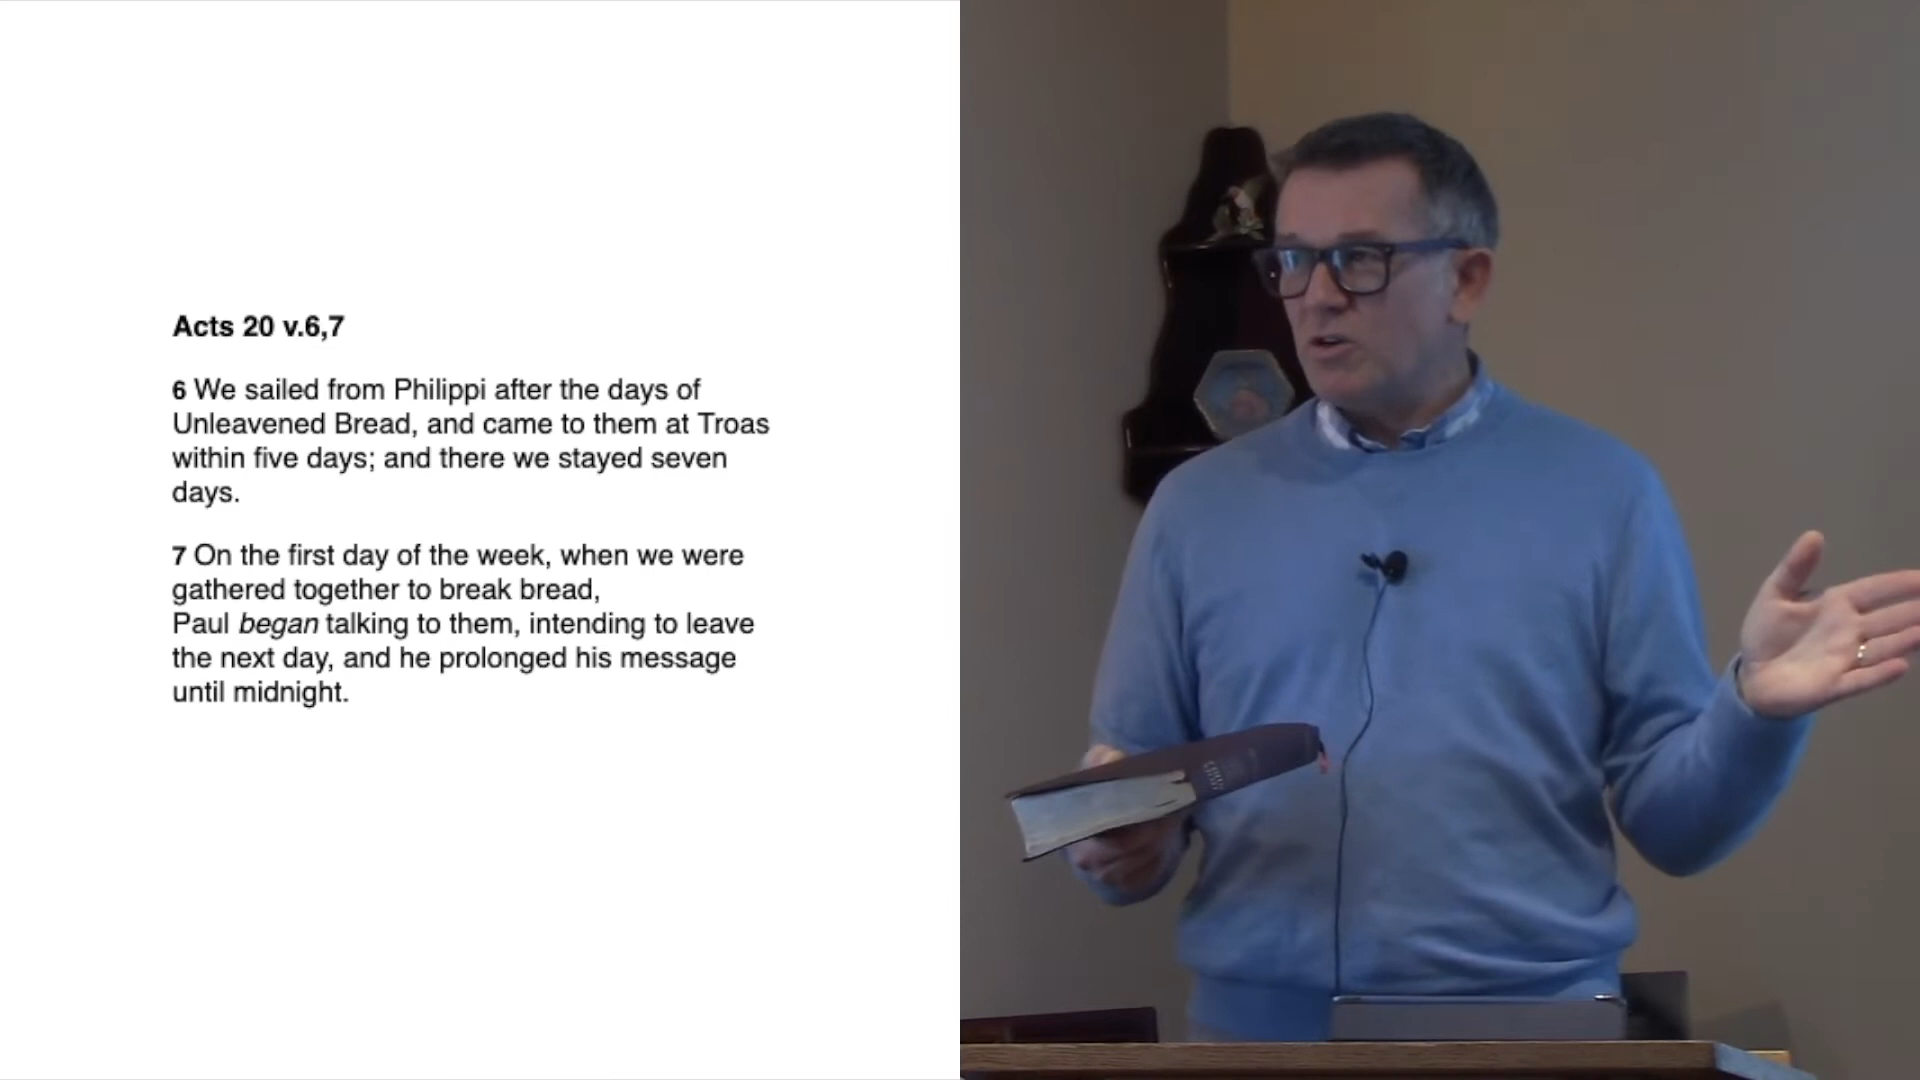 Acts 20 v.6,7
6 We sailed from Philippi after the days of
Unleavened Bread, and came to them at Troas
within five days; and there we stayed seven
days.
7 On the first day of the week, when we were
gathered together to break bread,
Paul began talking to them, intending to leave
the next day, and he prolonged his message
until midnight.